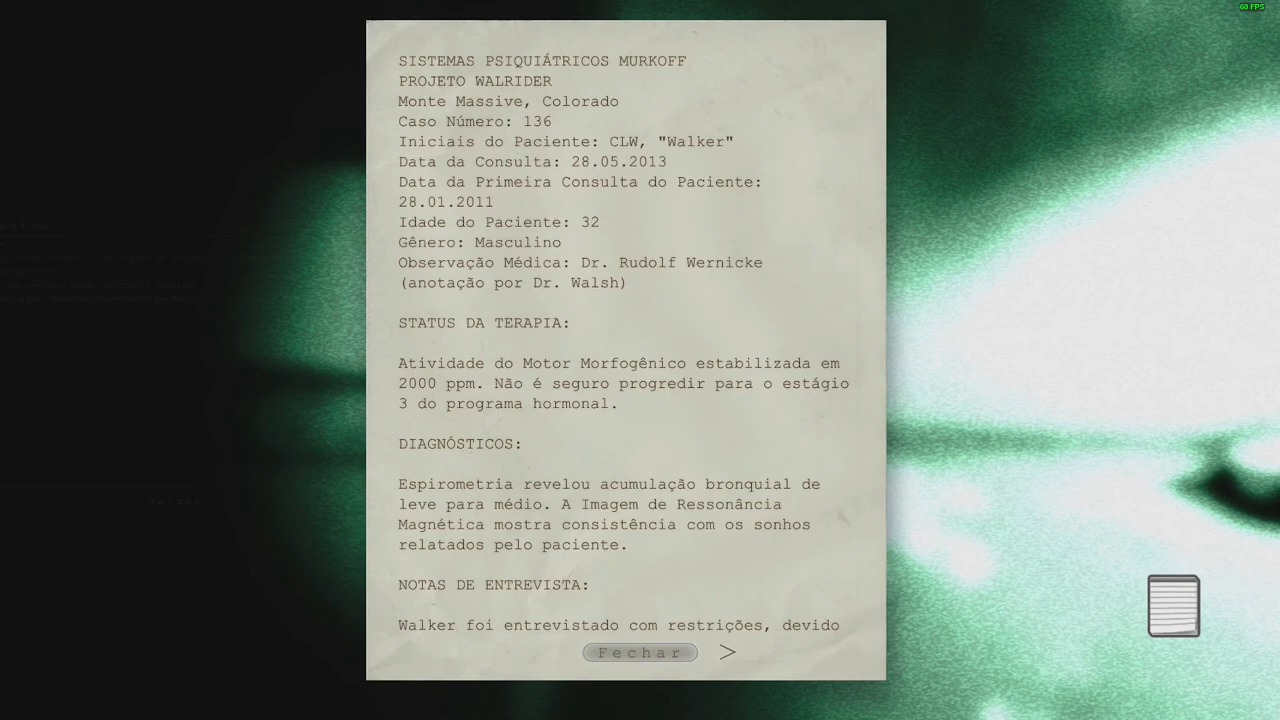 60 FPS
SISTEMAS PSIQUIÁTRICOS MURKOFF
PROJETO WALRIDER
Monte Massive, Colorado
Caso Número: 136
Iniciais do Paciente: CLW, "Walker"
Data da Consulta: 28.05.2013
Data da Primeira Consulta do Paciente:
28.01.2011
Idade do Paciente: 32
Gênero: Masculino
Observação Médica: Dr. Rudolf Wernicke
(anotação por Dr. Walsh)
STATUS DA TERAPIA:
Atividade do Motor Morfogênico estabilizada em
2000 ppm. Não é seguro progredir para o estágio
3 do programa hormonal.
DIAGNÓSTICOS:
Espirometria revelou acumulação bronquial de
leve para médio. A Imagem de Ressonância
Magnética mostra consistência com os sonhos
relatados pelo paciente.
NOTAS DE ENTREVISTA:
Walker foi entrevistado com restrições, devido
Fechar >